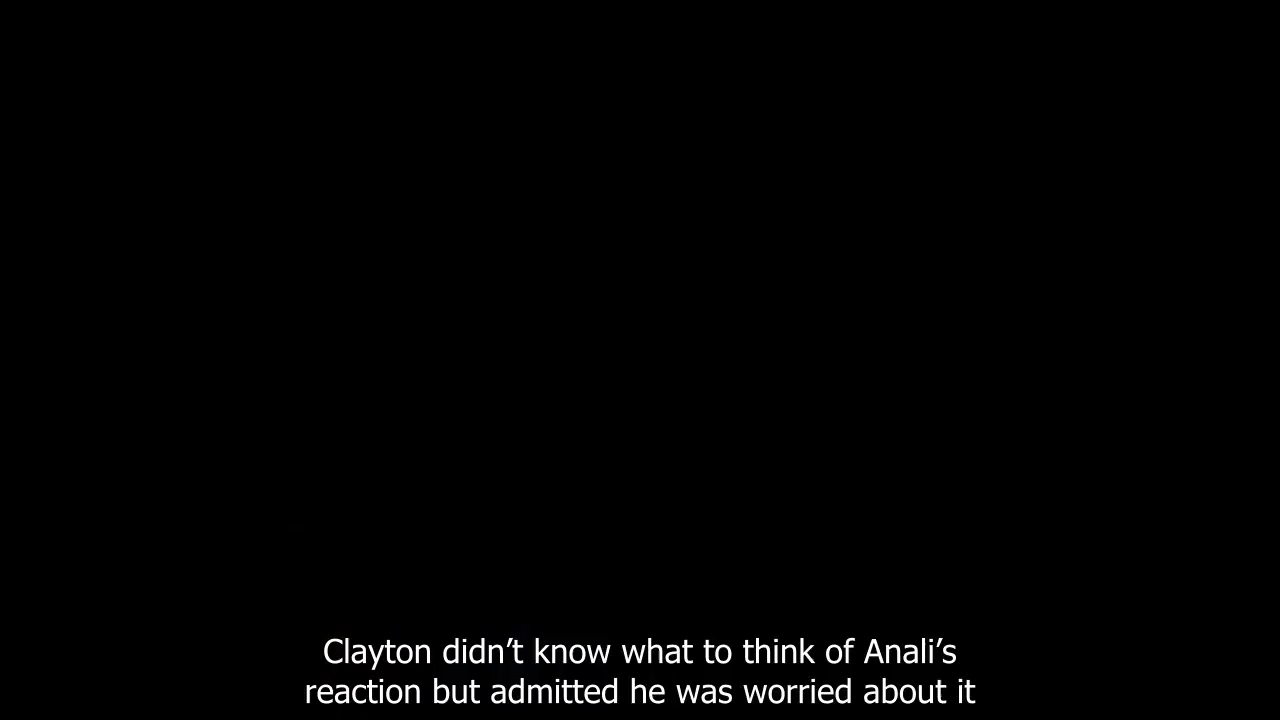 Clayton didn’t know what to think of Anali’s
reaction but admitted he was worried about it